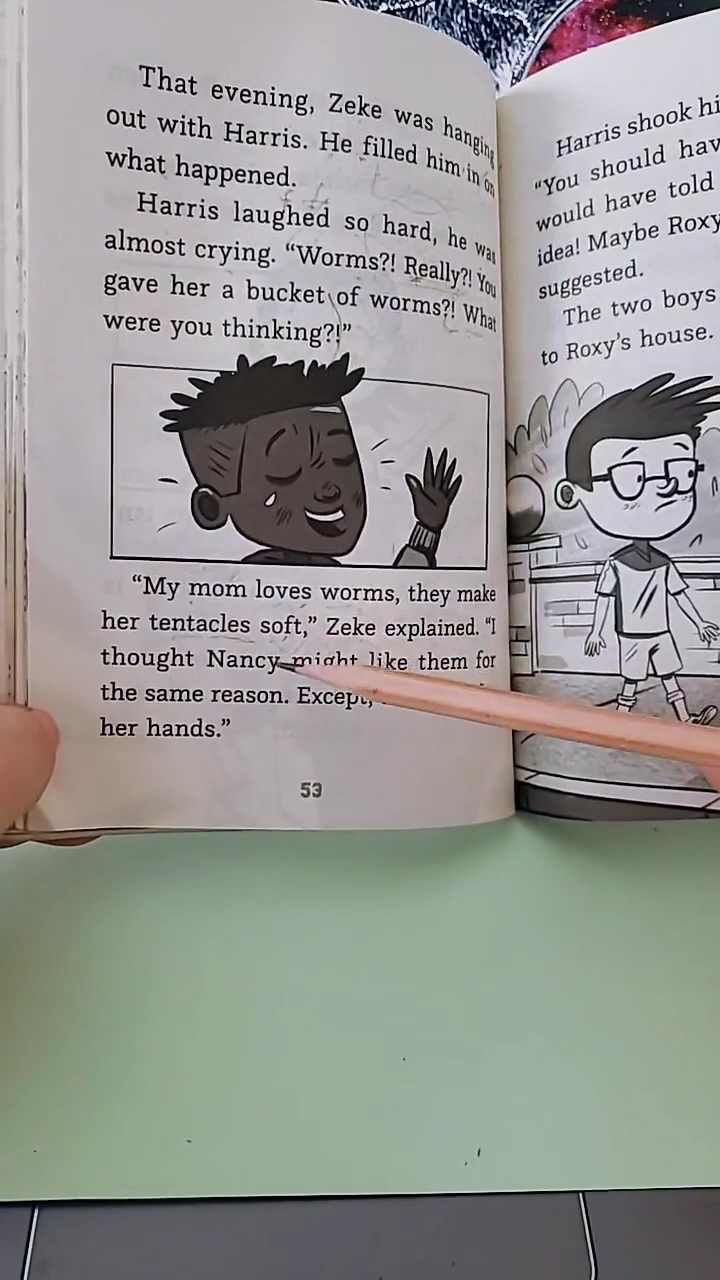 That evening, Zeke was hanging
out with Harris. He filled him in on
what happened.
Harris laughed so hard, he was
almost crying. “Worms?! Really?! You
gave her a bucket of worms?! What
were you thinking?!”
“My mom loves worms, they make
her tentacles soft,” Zeke explained. “I
thought Nancy might like them for
the same reason. Except,
her hands.”
53
Harris shook
“You should
would have told
idea! Maybe Roxy
suggested.
The two boys
to Roxy’s house.